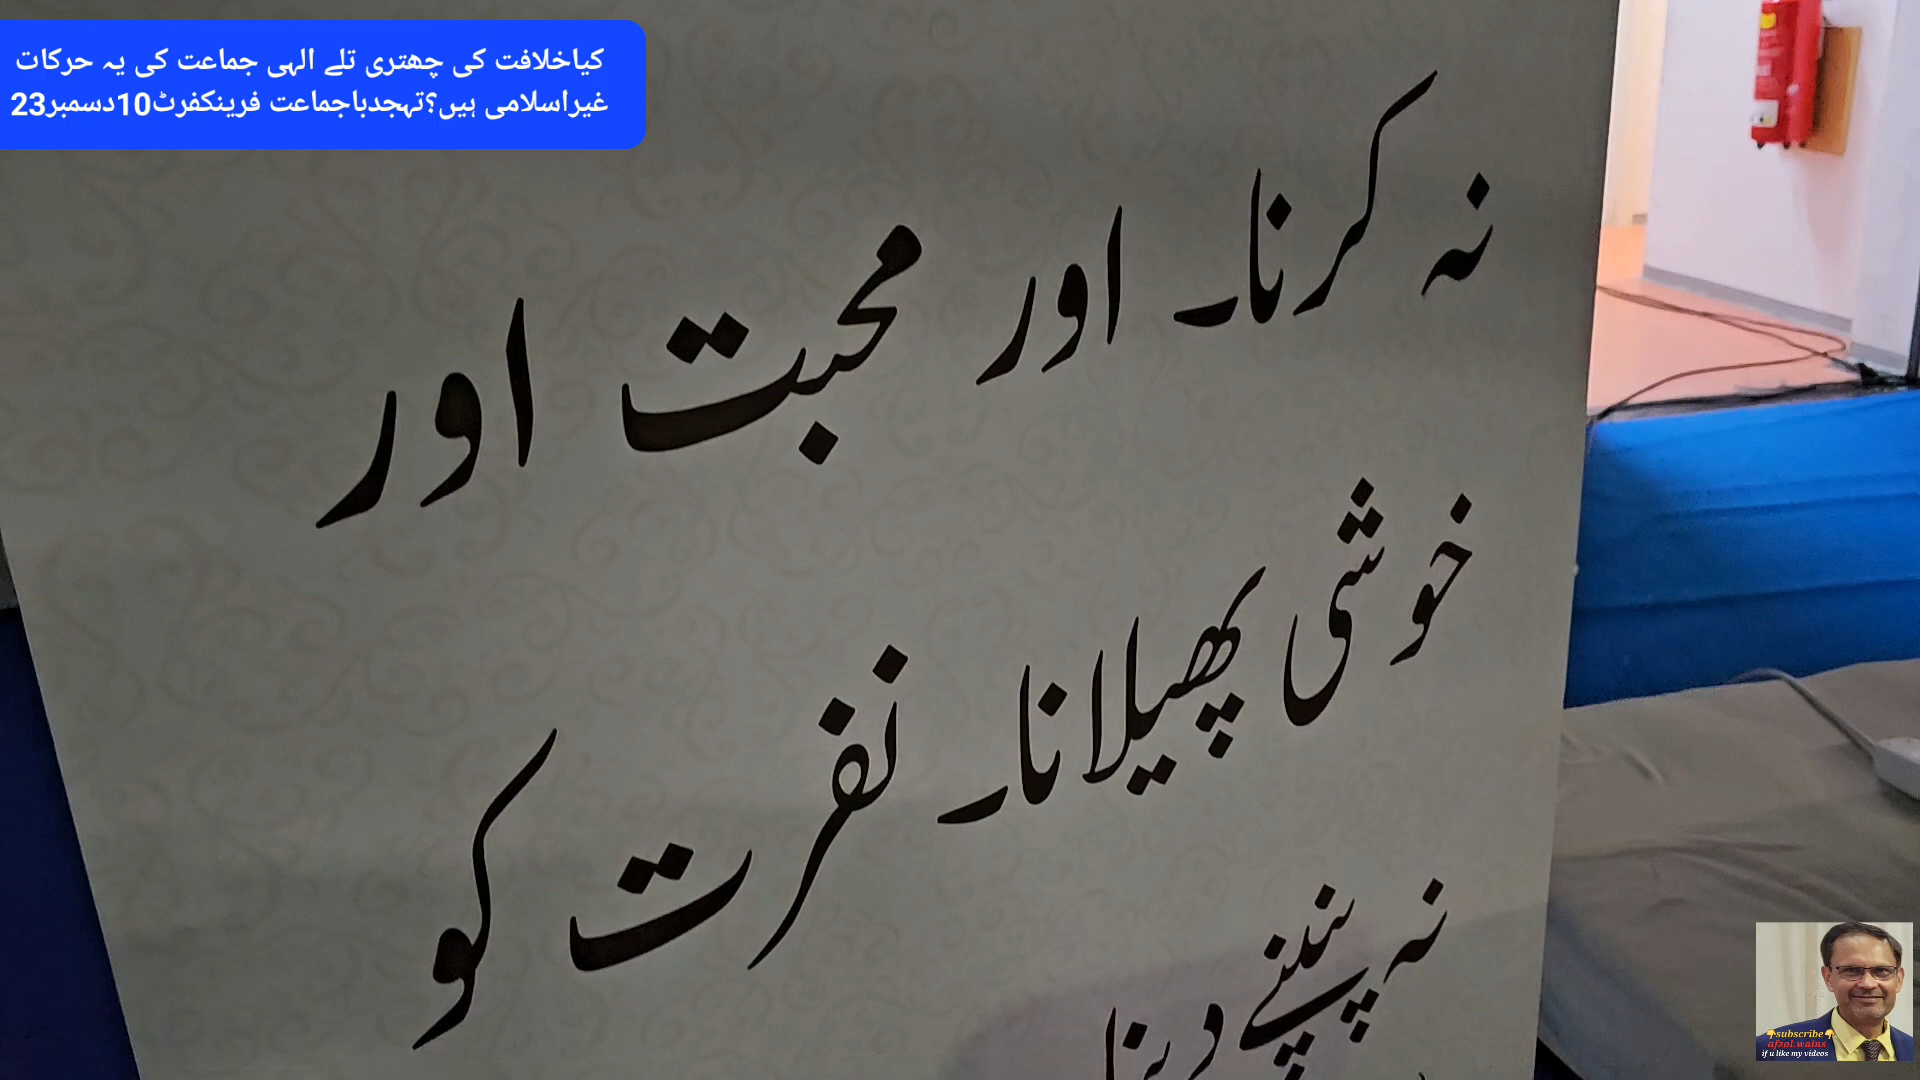 کیاخلافت کی چھتری تلے الہی جماعت کی یہ حرکات
غیراسلامی ہیں؟تہجدباجماعت فرینکفرٹ10دسمبر23
نہ کرنا۔ اور محبت اور
خوشی پھیلانا۔ نفرت کو
نہ پننپنے دینا
subscribe
afzal.wains
if u like my videos